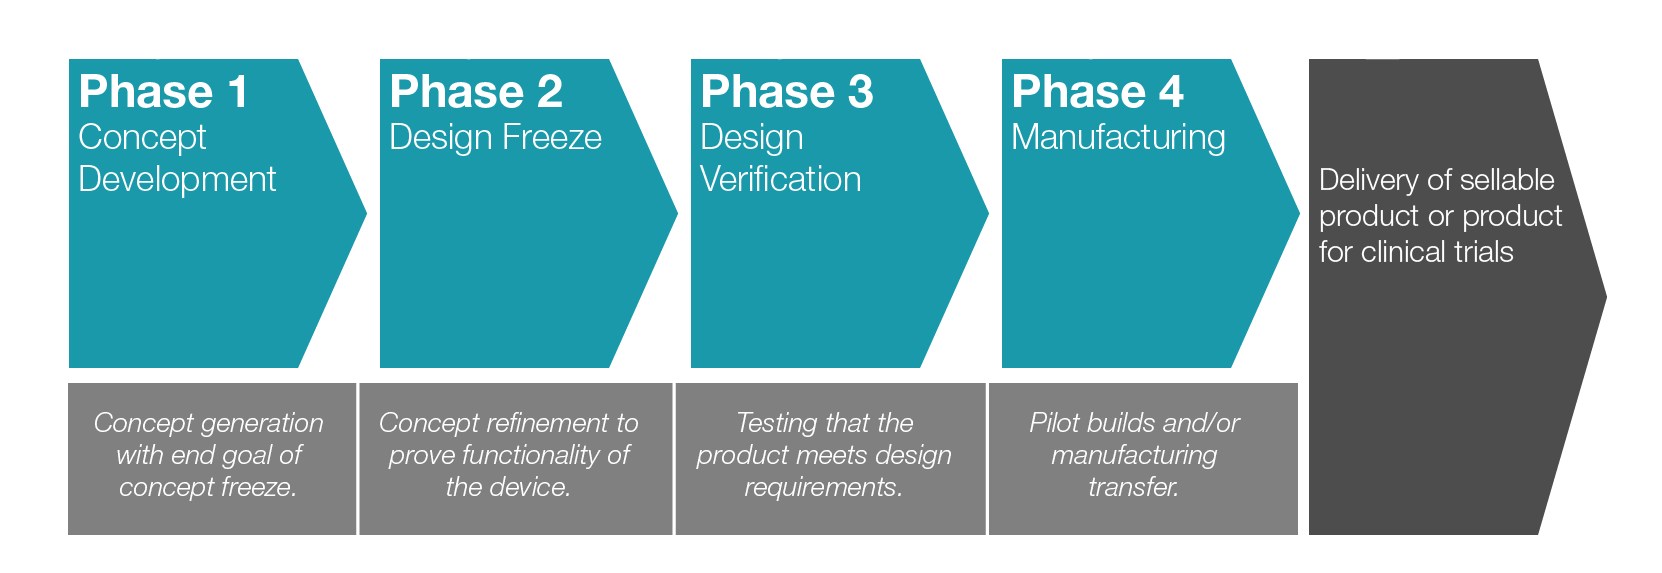 Phase 1
Concept
Development
Phase 2
Design Freeze
Phase 3
Design
Verification
Phase 4
Manufacturing
Delivery of sellable
product or product
for clinical trials
Concept generation
with end goal of
concept freeze.
Concept refinement to
prove functionality of
the device.
Testing that the
product meets design
requirements.
Pilot builds and/or
manufacturing
transfer.